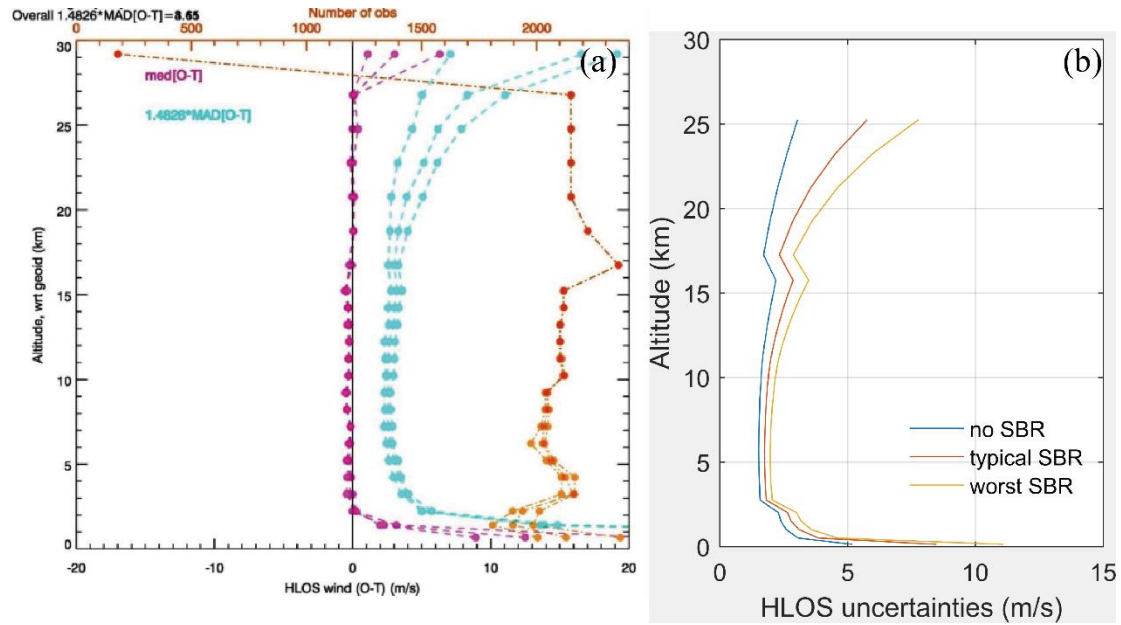 Overall 1.4826*MAD[O-T]=
Number of obs
0 500 1000 1500 2000
(a)
med[O-T]
1.4826*MAD[O-T]
30
25
20
15
10
5
0
Altitude, wrt geoid (km)
-20 -10 0 10 20
HLOS wind (O-T) (m/s)
(b)
30
25
20
15
10
5
0
Altitude (km)
no SBR
typical SBR
worst SBR
0 5 10 15
HLOS uncertainties (m/s)